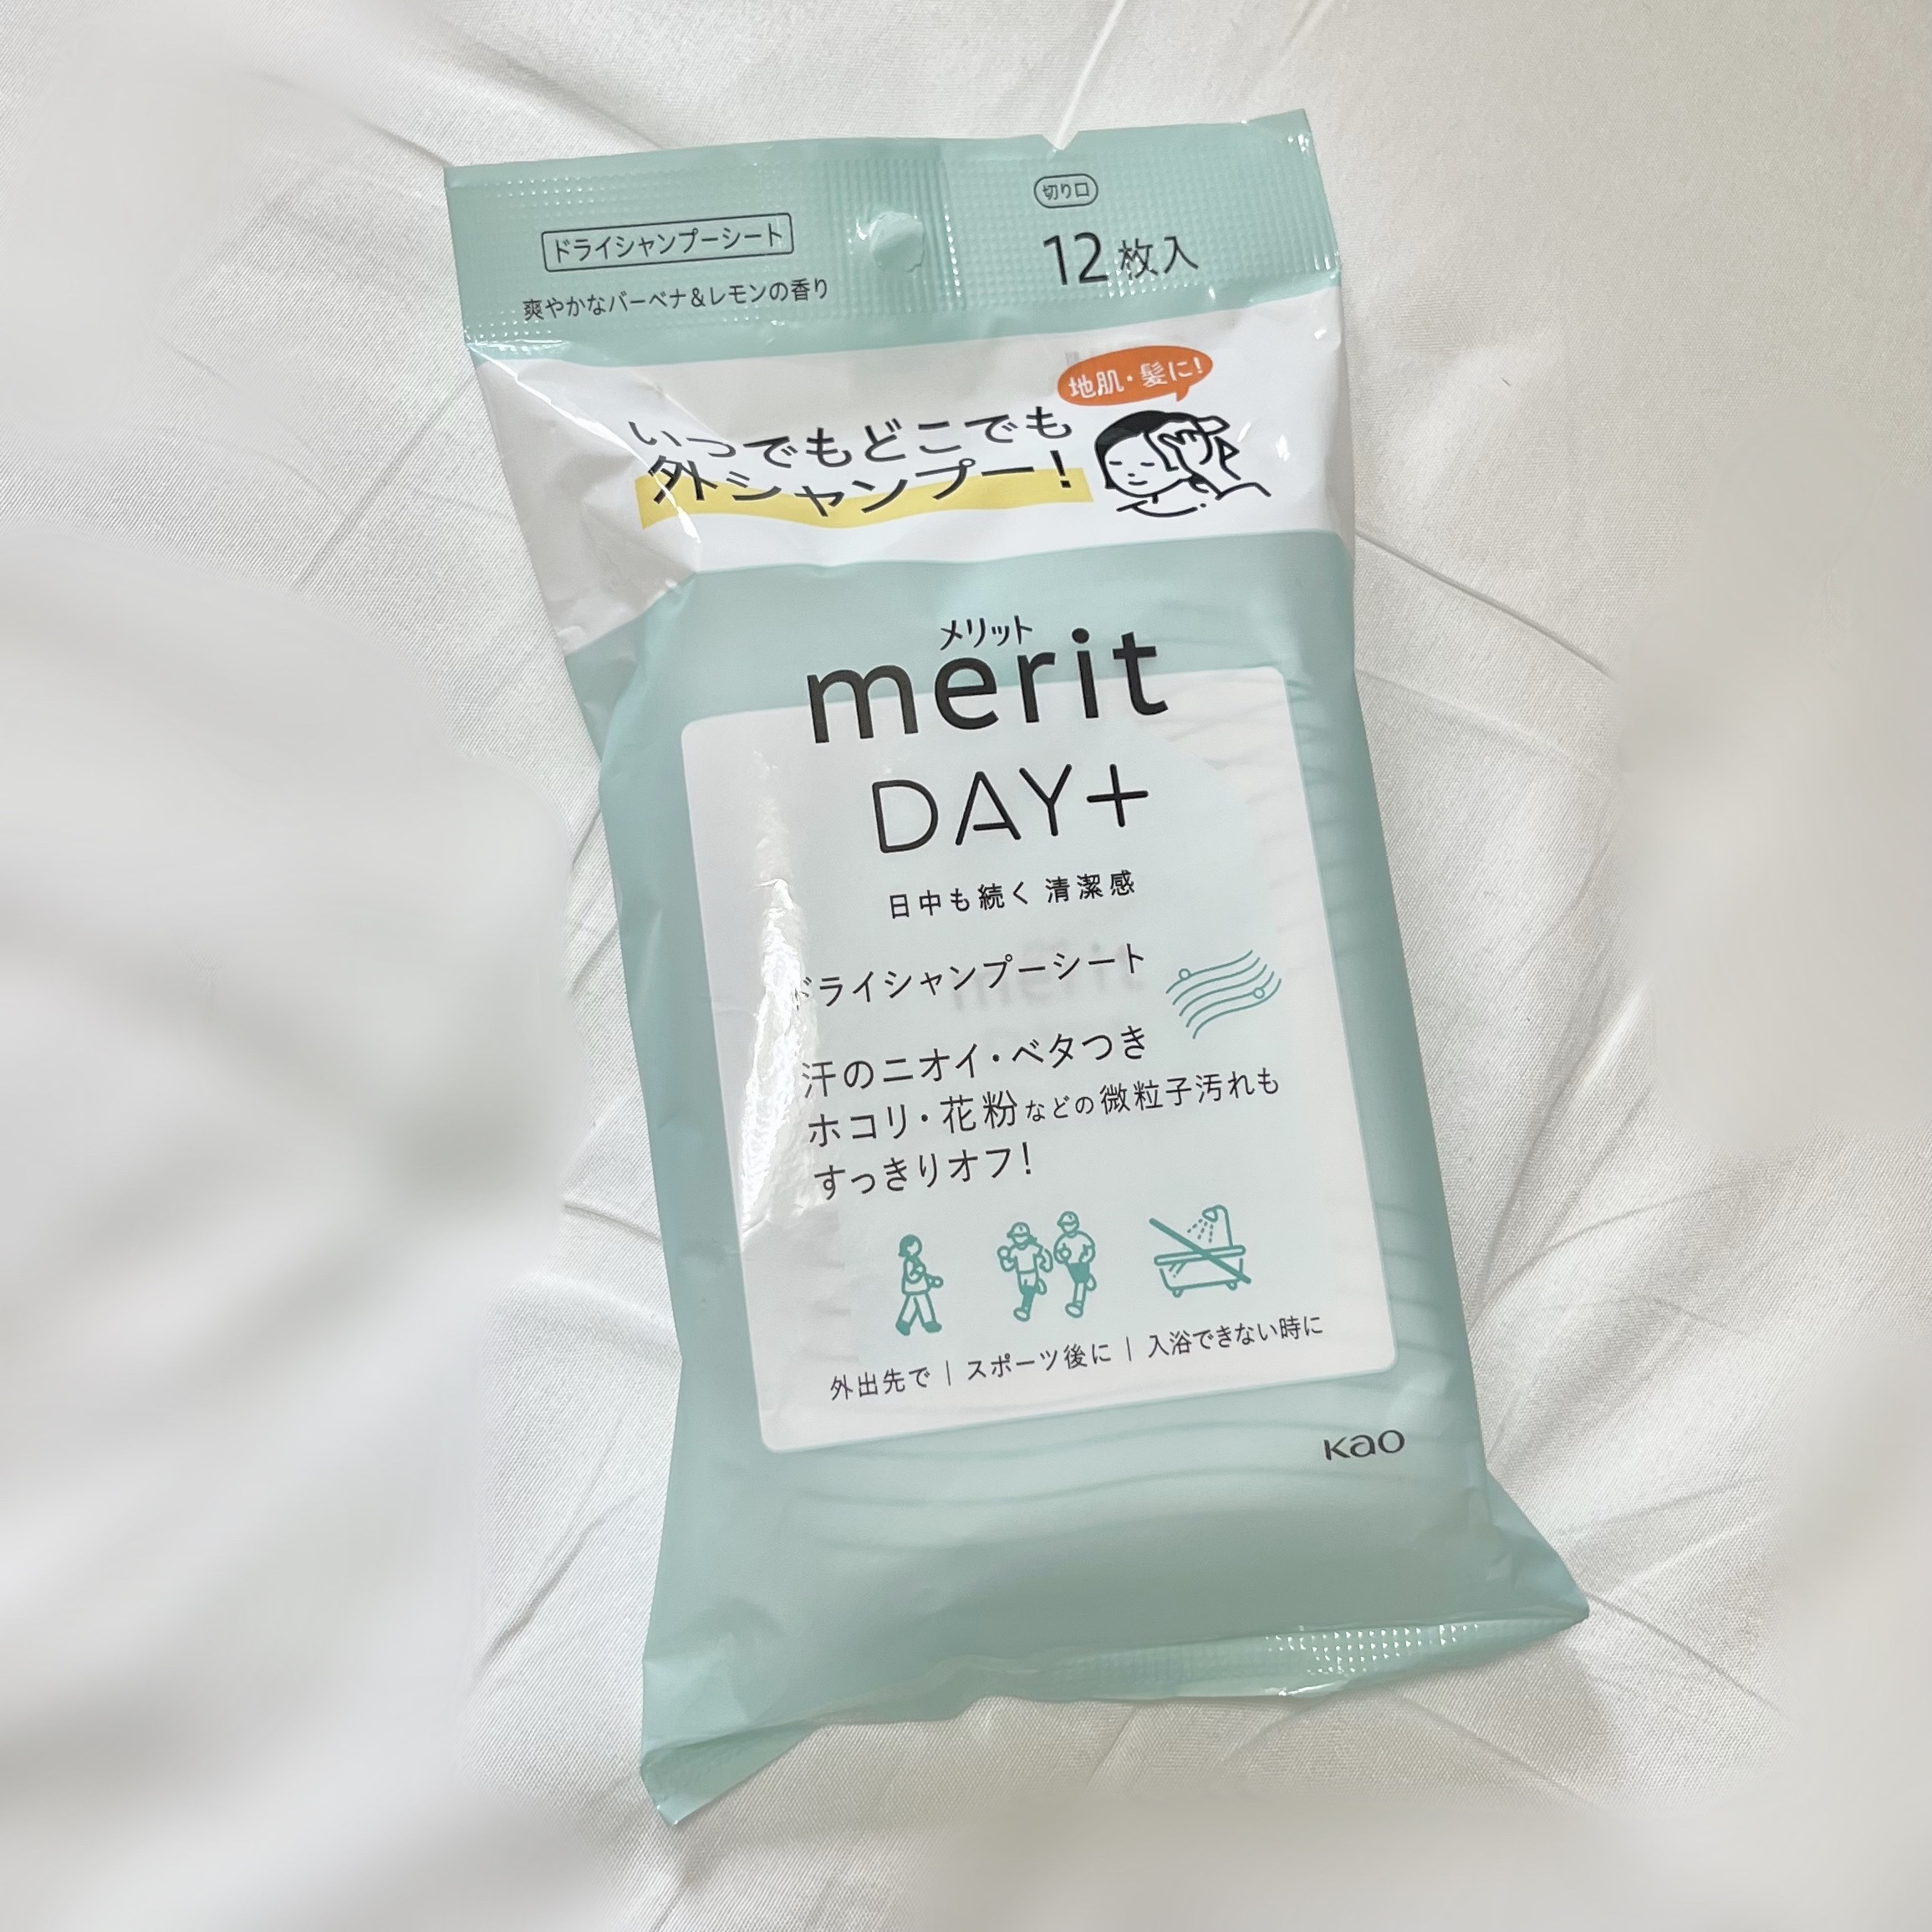 ドライシャンプーシート
爽やかなバーベナ&レモンの香り
切り口
12枚入
地肌・髪に!
いつでもどこでも
外シャンプー!
メリット
merit
DAY+
日中も続く 清潔感
ドライシャンプーシート
汗のニオイ・ベタつき
ホコリ・花粉などの微粒子汚れも
すっきりオフ!
外出先で | スポーツ後に | 入浴できない時に
Kao